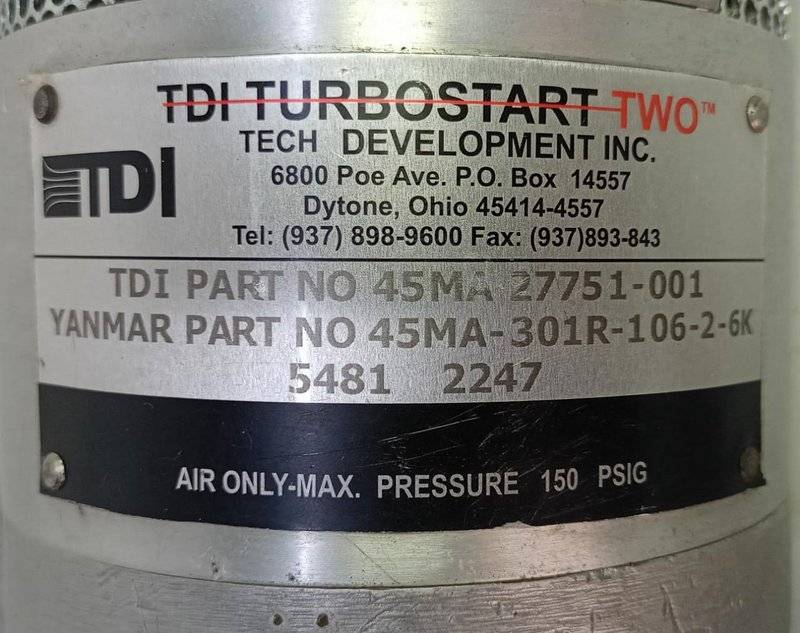 TDI TURBOSTART TWO™
TECH DEVELOPMENT INC.
TDI
6800 Poe Ave. P.O. Box 14557
Dytone, Ohio 45414-4557
Tel: (937) 898-9600 Fax: (937)893-843
TDI PART NO 45MA 27751-001
YANMAR PART NO 45MA-301R-106-2-6K
5481 2247
AIR ONLY-MAX. PRESSURE 150 PSIG